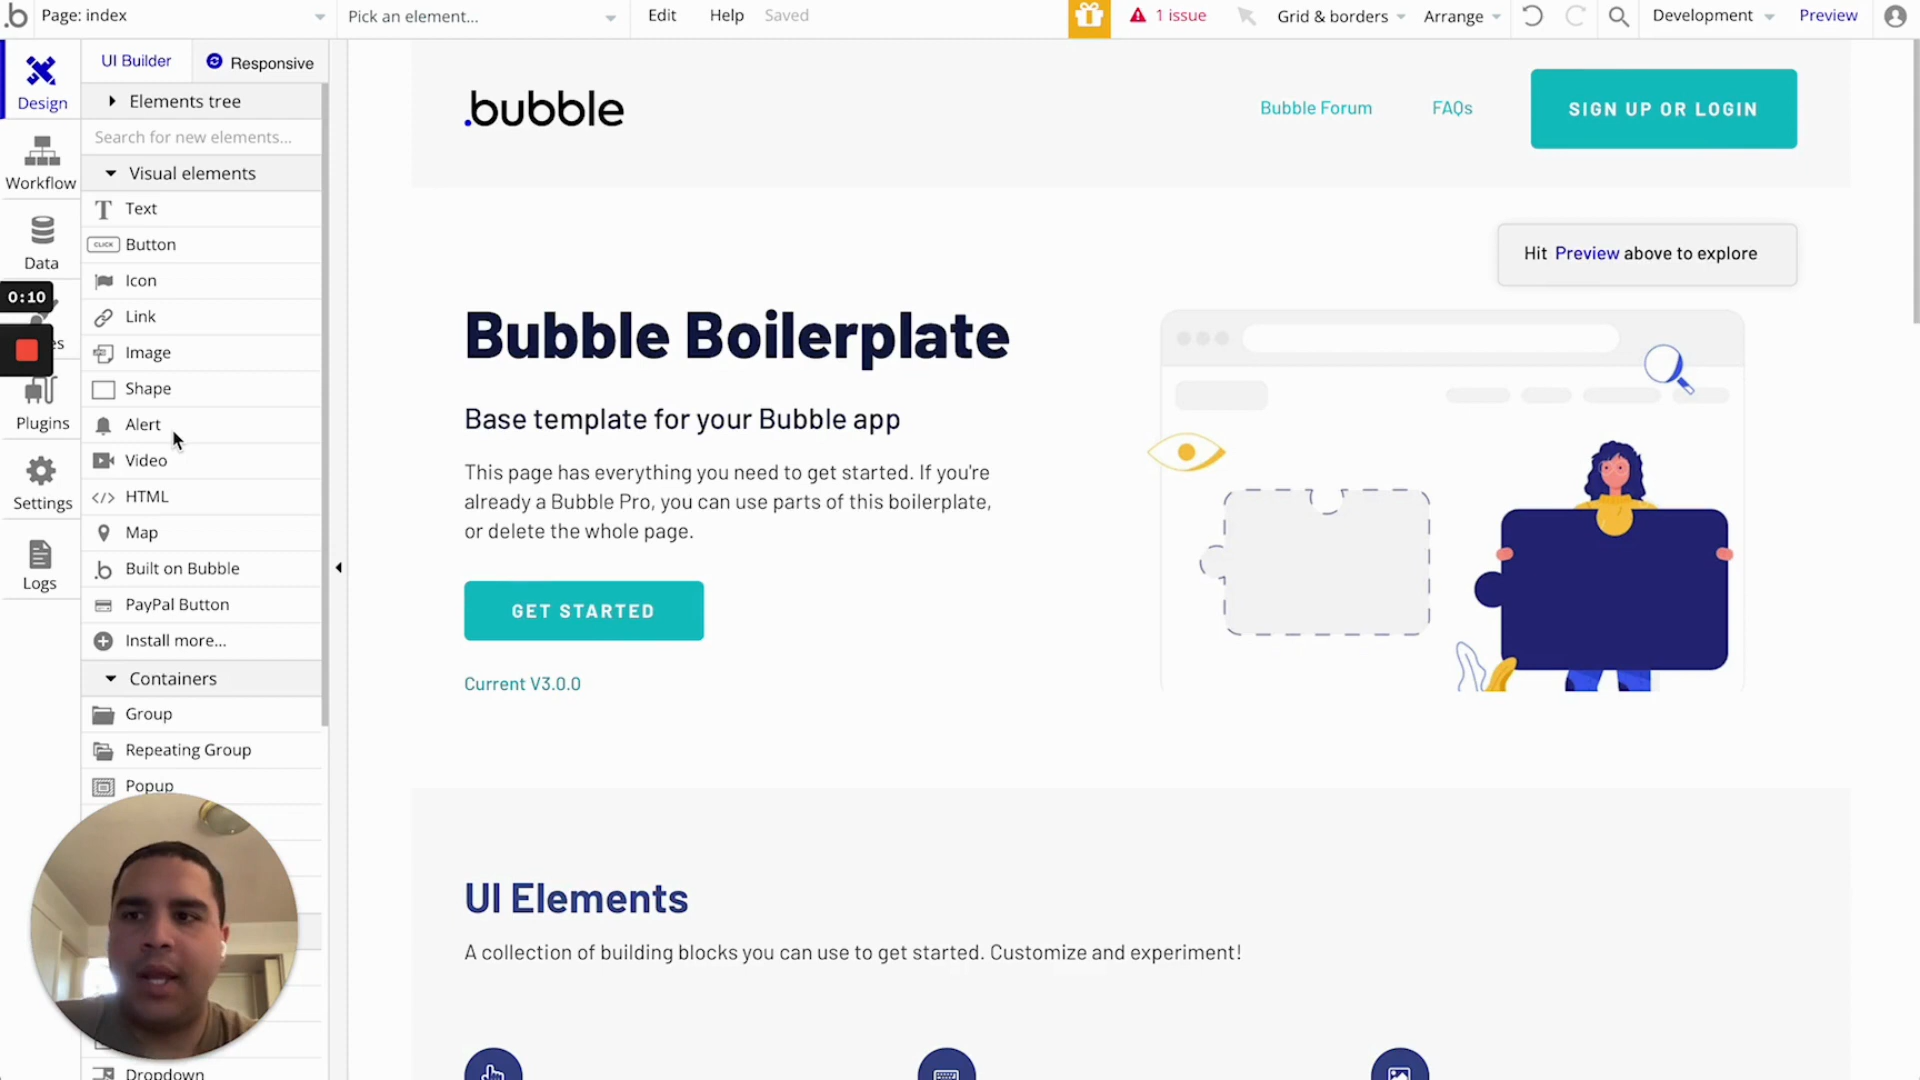 .b Page: index
Pick an element...
Edit
Help
Saved
1 issue
Grid & borders
Arrange
Development
Preview
Design
Workflow
Data
0:10
es
Plugins
Settings
Logs
UI Builder
Responsive
Elements tree
Search for new elements...
Visual elements
Text
CLICK Button
Icon
Link
Image
Shape
Alert
Video
</> HTML
Map
.b Built on Bubble
PayPal Button
Install more...
Containers
Group
Repeating Group
Popup
Dropdown
.bubble
Bubble Forum
FAQs
SIGN UP OR LOGIN
Hit Preview above to explore
Bubble Boilerplate
Base template for your Bubble app
This page has everything you need to get started. If you're
already a Bubble Pro, you can use parts of this boilerplate,
or delete the whole page.
GET STARTED
Current V3.0.0
UI Elements
A collection of building blocks you can use to get started. Customize and experiment!